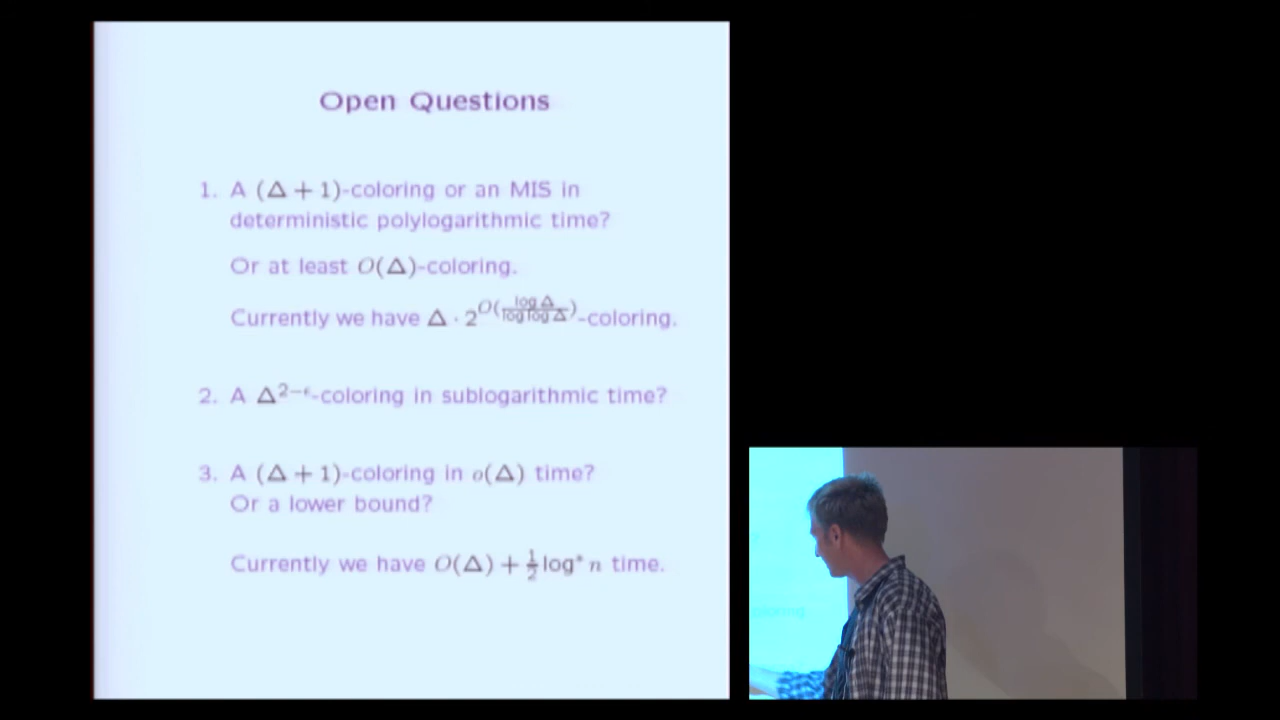 Open Questions
1. A (Δ + 1)-coloring or an MIS in
deterministic polylogarithmic time?
Or at least O(Δ)-coloring.
Currently we have Δ · 2^{O(\frac{log Δ}{log log Δ})}-coloring.
2. A Δ^{2−ε}-coloring in sublogarithmic time?
3. A (Δ + 1)-coloring in o(Δ) time?
Or a lower bound?
Currently we have O(Δ) + \frac{1}{2} log* n time.